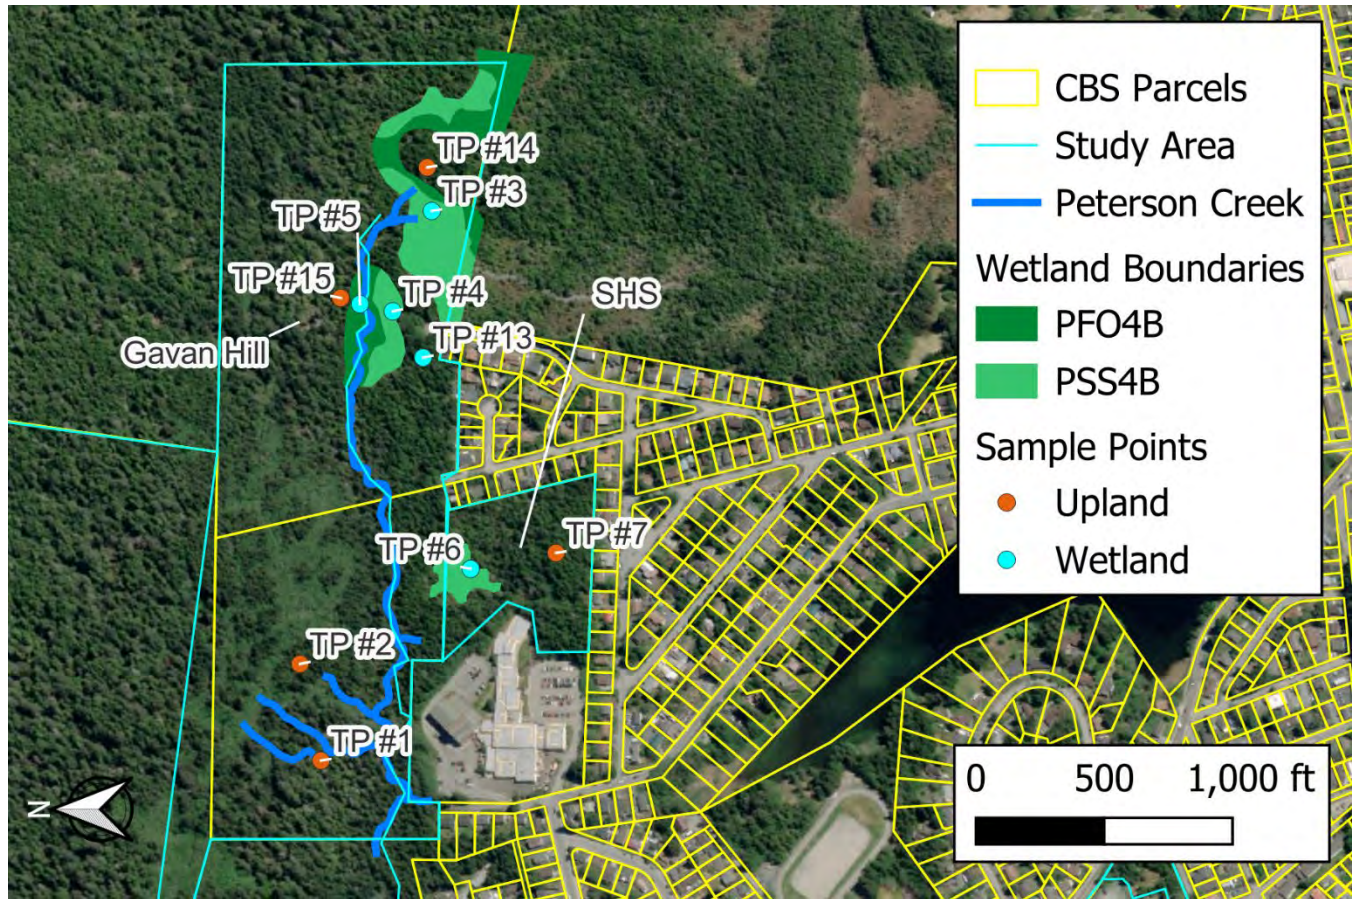 CBS Parcels
Study Area
Peterson Creek
Wetland Boundaries
PFO4B
PSS4B
Sample Points
Upland
Wetland
TP #14
TP #3
TP #5
TP #15
TP #4
SHS
TP #13
Gavan Hill
TP #7
TP #6
TP #2
TP #1
N
0 500 1,000 ft